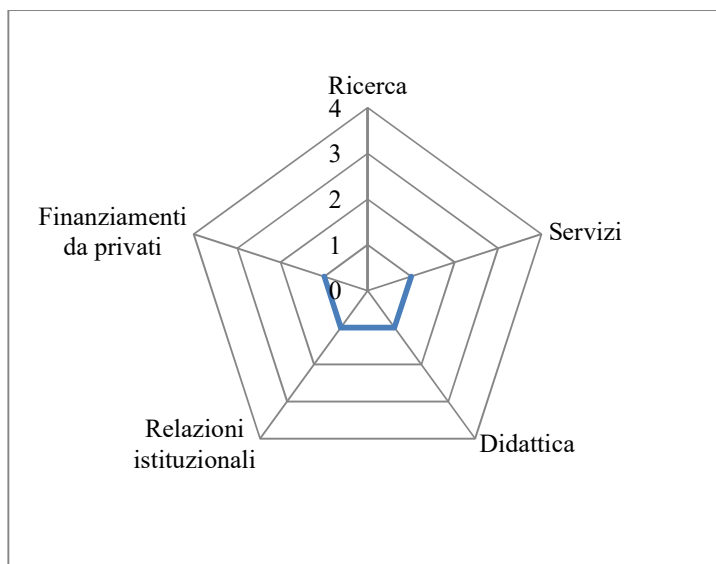 Ricerca
4
3
2
1
0
Servizi
Didattica
Relazioni
istituzionali
Finanziamenti
da privati